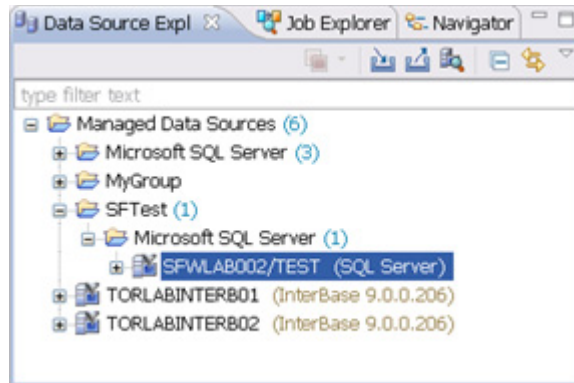 Data Source Expl Job Explorer Navigator
type filter text
Managed Data Sources (6)
Microsoft SQL Server (3)
MyGroup
SFTest (1)
Microsoft SQL Server (1)
SFWLAB002/TEST (SQL Server)
TORLABINTERB01 (InterBase 9.0.0.206)
TORLABINTERB02 (InterBase 9.0.0.206)